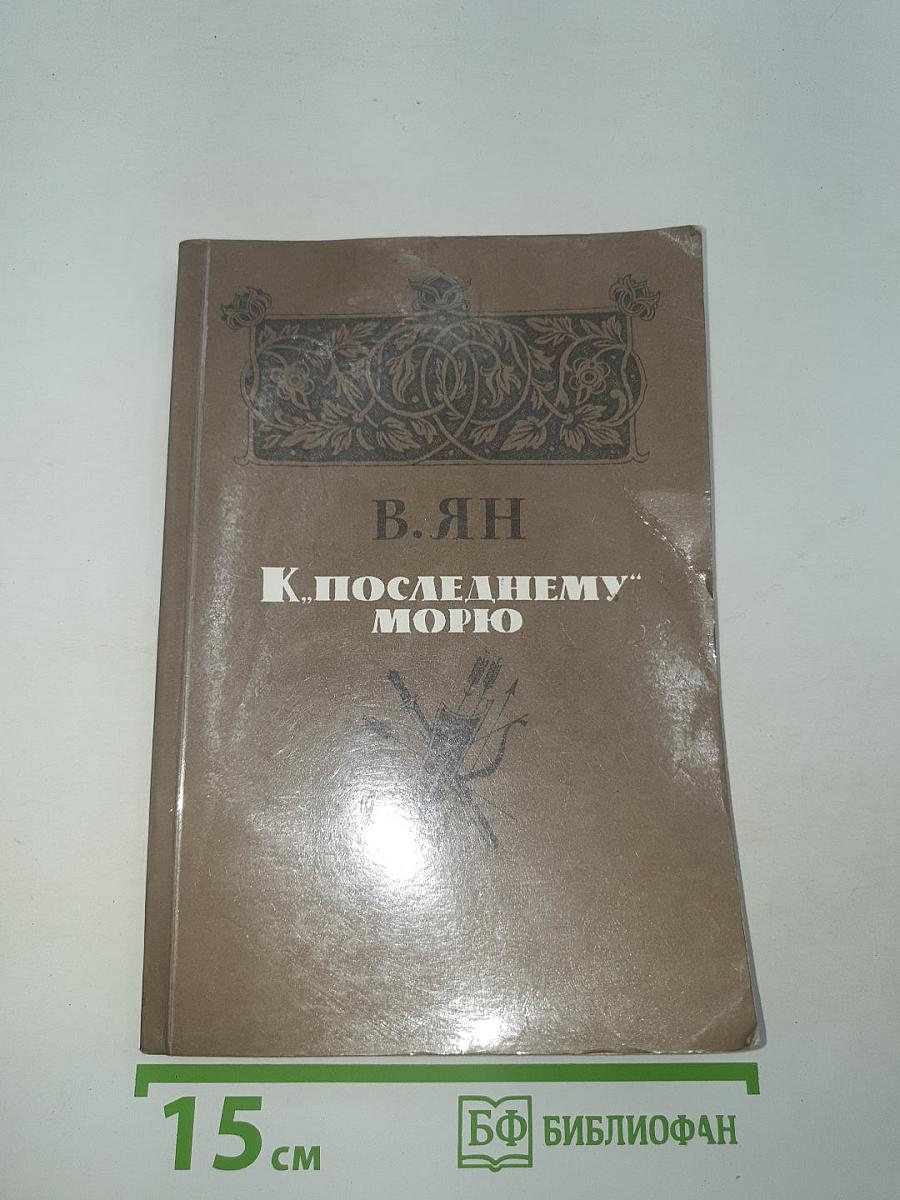 В. ЯН
К „ПОСЛЕДНЕМУ“
МОРЮ
15 см
БФ БИБЛИОФАН